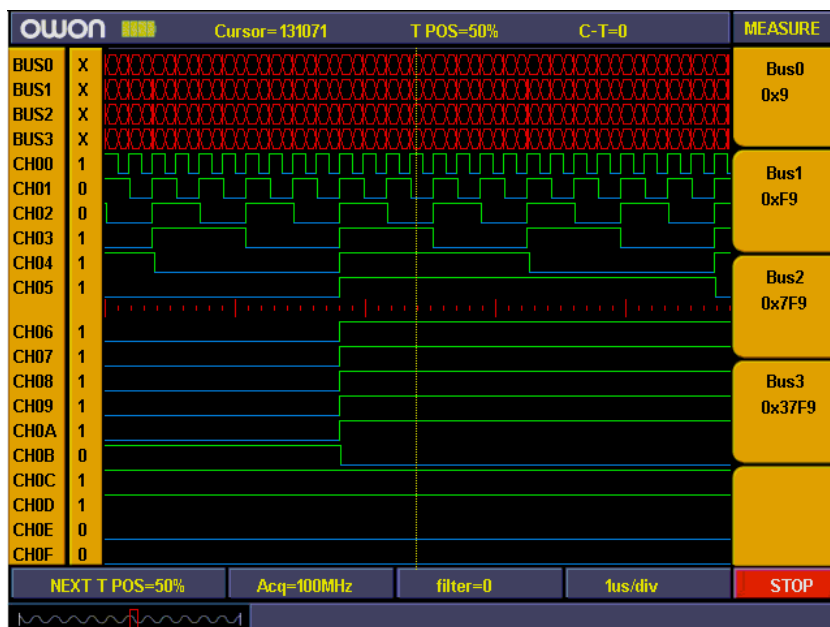 OWON Cursor=131071 T POS=50% C-T=0 MEASURE
BUS0 X
BUS1 X
BUS2 X
BUS3 X
CH00 1
CH01 0
CH02 0
CH03 1
CH04 1
CH05 1
CH06 1
CH07 1
CH08 1
CH09 1
CH0A 1
CH0B 0
CH0C 1
CH0D 1
CH0E 0
CH0F 0
Bus0
0x9
Bus1
0xF9
Bus2
0x7F9
Bus3
0x37F9
NEXT T POS=50% Acq=100MHz filter=0 1us/div STOP